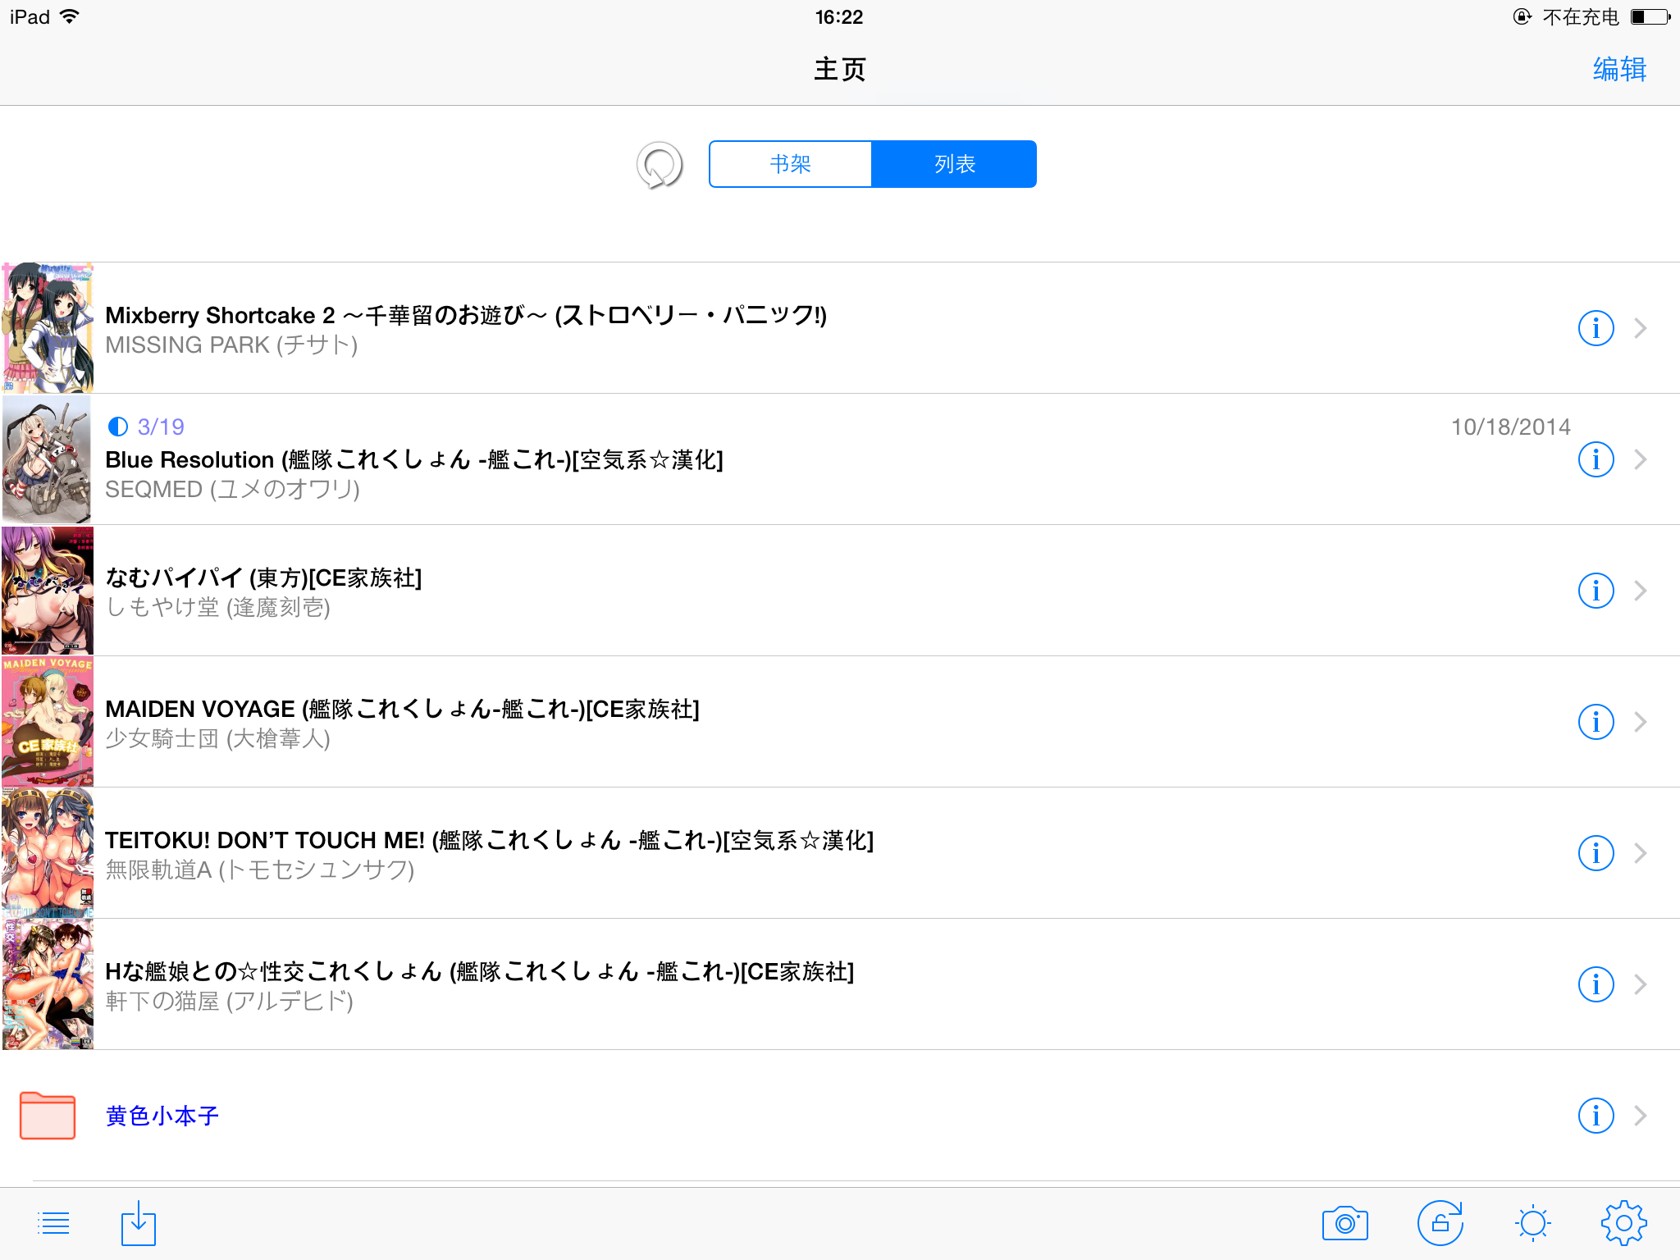 iPad
16:22
不在充电
主页
编辑
书架
列表
Mixberry Shortcake 2 ～千華留のお遊び～ (ストロベリー・パニック!)
MISSING PARK (チサト)
3/19
10/18/2014
Blue Resolution (艦隊これくしょん -艦これ-)[空気系☆漢化]
SEQMED (ユメのオワリ)
なむパイパイ (東方)[CE家族社]
しもやけ堂 (逢魔刻壱)
MAIDEN VOYAGE
CE家族社
MAIDEN VOYAGE (艦隊これくしょん-艦これ-)[CE家族社]
少女騎士団 (大槍葦人)
TEITOKU! DON’T TOUCH ME! (艦隊これくしょん -艦これ-)[空気系☆漢化]
無限軌道A (トモセシュンサク)
Hな艦娘との☆性交これくしょん (艦隊これくしょん -艦これ-)[CE家族社]
軒下の猫屋 (アルデヒド)
黄色小本子